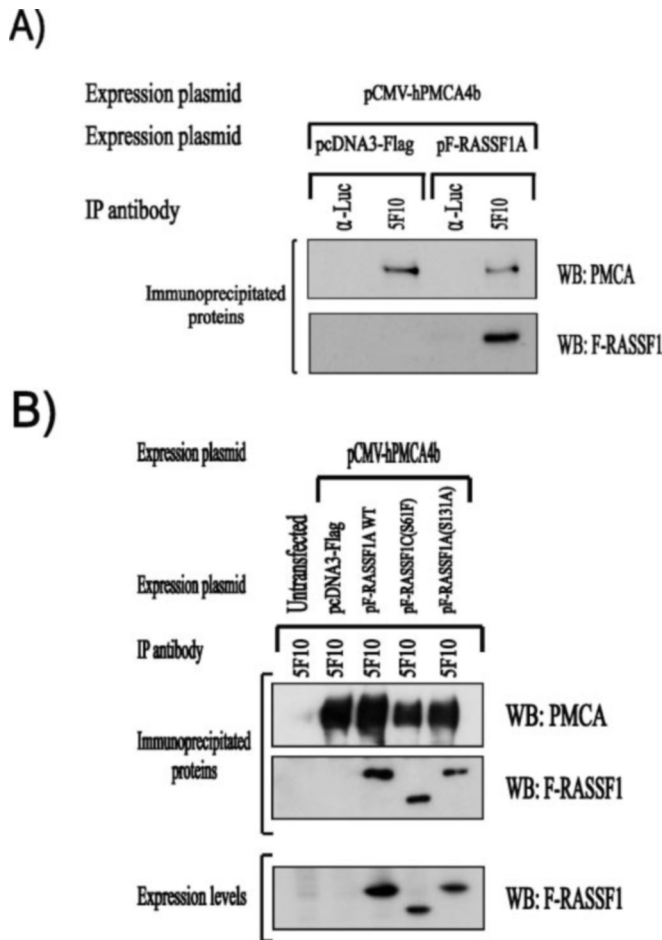 A)
Expression plasmid pCMV-hPMCA4b
Expression plasmid pcDNA3-Flag pF-RASSF1A
IP antibody α-Luc 5F10 α-Luc 5F10
Immunoprecipitated proteins
WB: PMCA
WB: F-RASSF1
B)
Expression plasmid pCMV-hPMCA4b
Expression plasmid Untransfected pcDNA3-Flag pF-RASSF1A WT pF-RASSF1C(S61F) pF-RASSF1A(S131A)
IP antibody 5F10 5F10 5F10 5F10 5F10
Immunoprecipitated proteins
WB: PMCA
WB: F-RASSF1
Expression levels WB: F-RASSF1